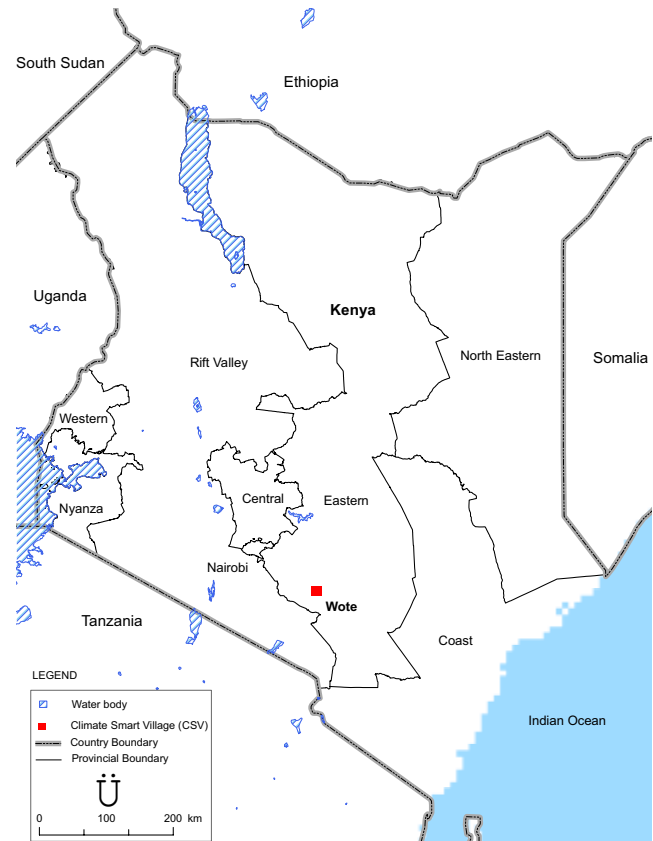 South Sudan
Ethiopia
Uganda
Kenya
Rift Valley
North Eastern
Somalia
Western
Central
Eastern
Nyanza
Nairobi
Wote
Tanzania
Coast
Indian Ocean
LEGEND
Water body
Climate Smart Village (CSV)
Country Boundary
Provincial Boundary
Ü
0 100 200 km